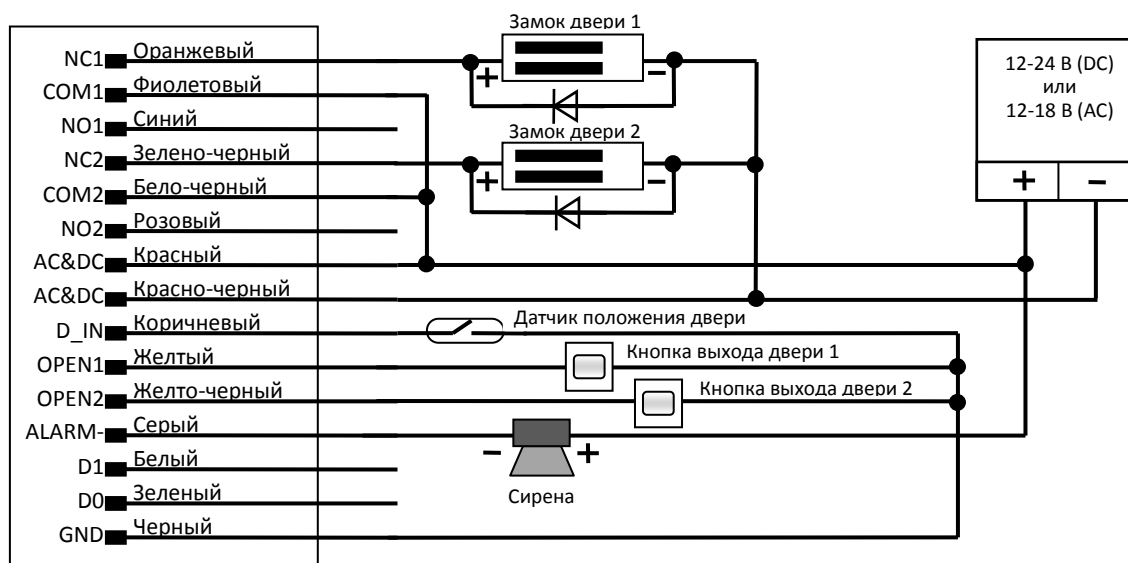 Замок двери 1
NC1 Оранжевый
+ −
12-24 В (DC)
или
12-18 В (AC)
COM1 Фиолетовый
NO1 Синий
Замок двери 2
NC2 Зелено-черный
+ −
+ −
COM2 Бело-черный
NO2 Розовый
AC&DC Красный
AC&DC Красно-черный
D_IN Коричневый
Датчик положения двери
OPEN1 Желтый
Кнопка выхода двери 1
OPEN2 Желто-черный
Кнопка выхода двери 2
ALARM- Серый
− +
D1 Белый
Сирена
D0 Зеленый
GND Черный